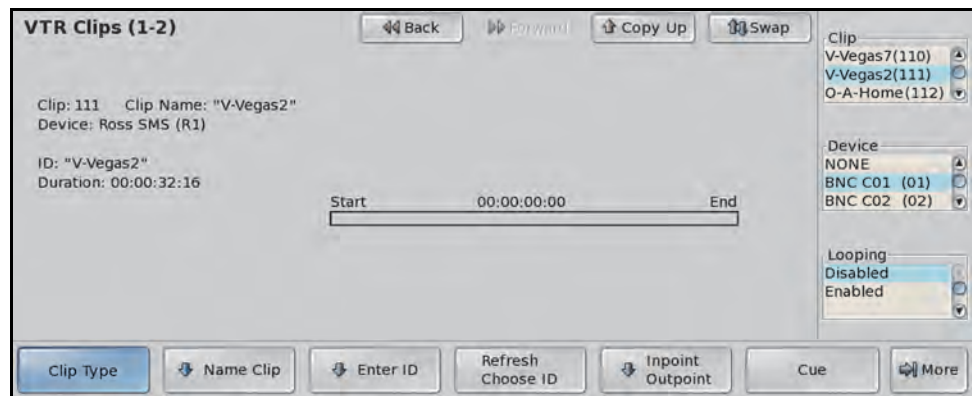 VTR Clips (1-2)
Back
Forward
Copy Up
Swap
Clip: 111 Clip Name: "V-Vegas2"
Device: Ross SMS (R1)
ID: "V-Vegas2"
Duration: 00:00:32:16
Start 00:00:00:00 End
Clip
V-Vegas7(110)
V-Vegas2(111)
O-A-Home(112)
Device
NONE
BNC C01 (01)
BNC C02 (02)
Looping
Disabled
Enabled
Clip Type
Name Clip
Enter ID
Refresh
Choose ID
Inpoint
Outpoint
Cue
More